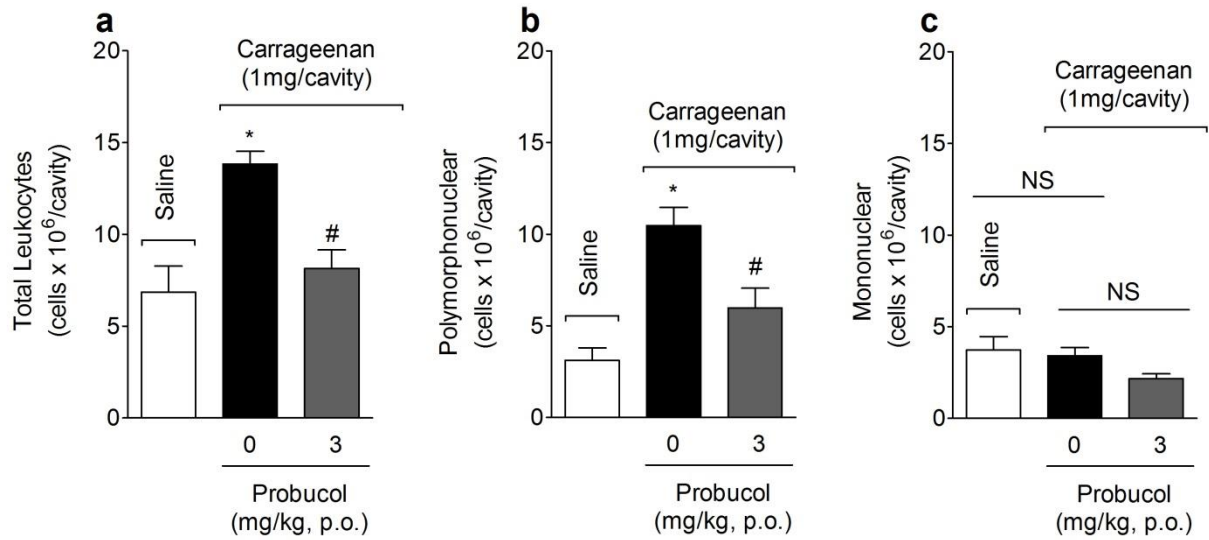 a
Total Leukocytes
(cells x 10⁶/cavity)
20
15
10
5
0
Saline
Carrageenan
(1mg/cavity)
*
#
0 3
Probucol
(mg/kg, p.o.)
b
Polymorphonuclear
(cells x 10⁶/cavity)
20
15
10
5
0
Saline
Carrageenan
(1mg/cavity)
*
#
0 3
Probucol
(mg/kg, p.o.)
c
Mononuclear
(cells x 10⁶/cavity)
20
15
10
5
0
Carrageenan
(1mg/cavity)
NS
Saline
NS
0 3
Probucol
(mg/kg, p.o.)